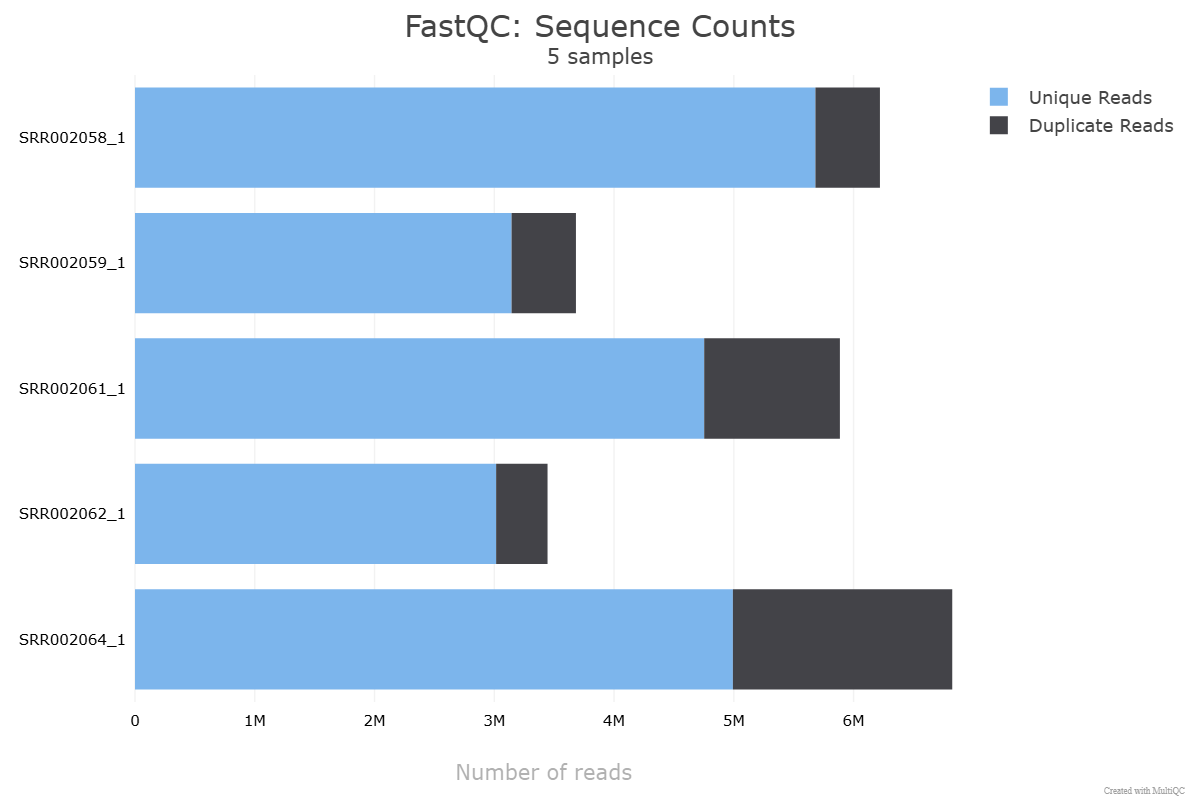 FastQC: Sequence Counts
5 samples
Unique Reads
Duplicate Reads
SRR002058_1
SRR002059_1
SRR002061_1
SRR002062_1
SRR002064_1
0 1M 2M 3M 4M 5M 6M
Number of reads
Created with MultiQC